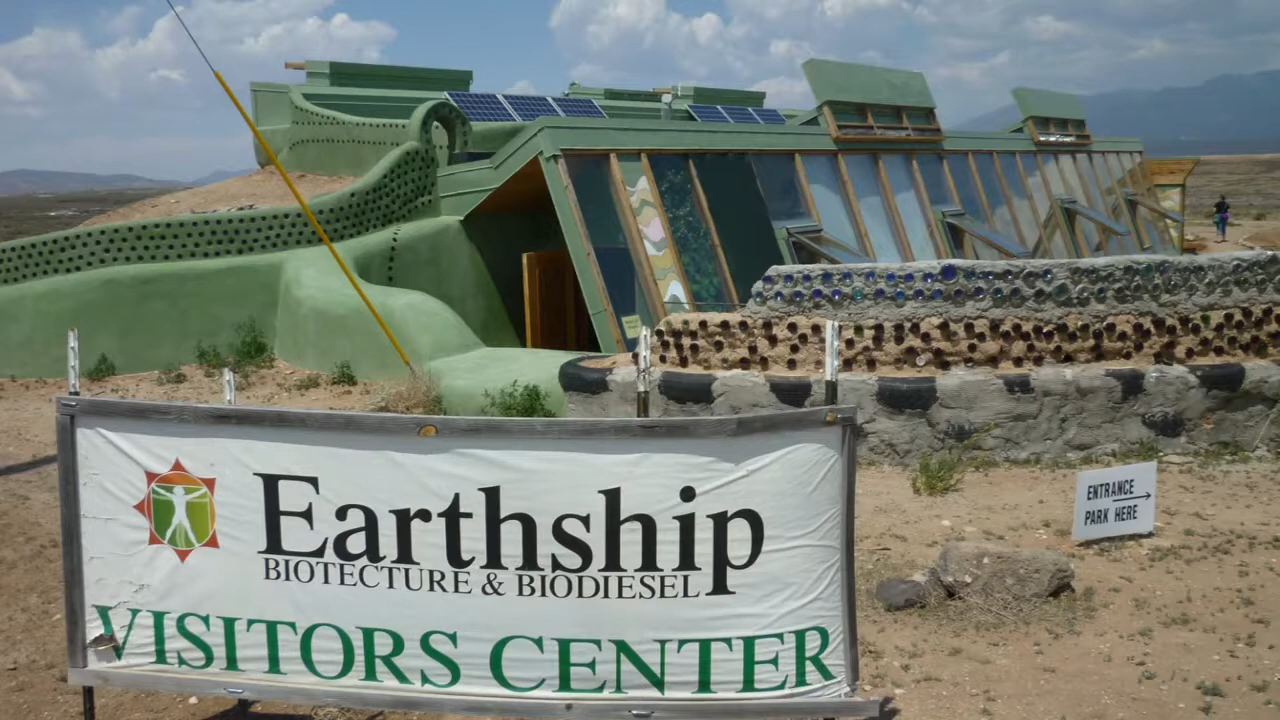 Earthship
BIOTECTURE & BIODIESEL
VISITORS CENTER
ENTRANCE
PARK HERE